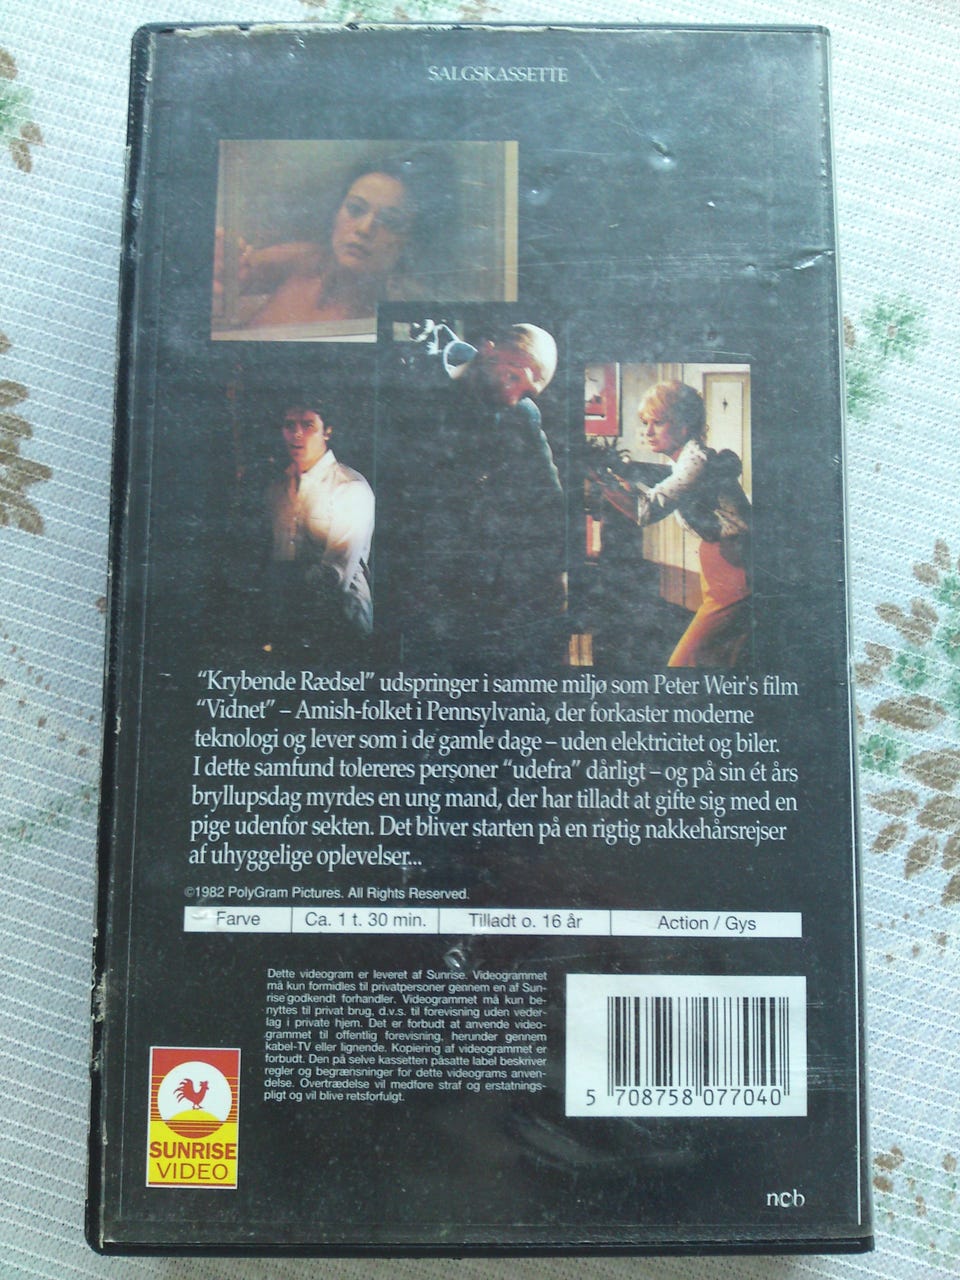 SALGSKASSETTE
“Krybende Rædsel” udspringer i samme miljø som Peter Weir's film
“Vidnet” – Amish-folket i Pennsylvania, der forkaster moderne
teknologi og lever som i de gamle dage – uden elektricitet og biler.
I dette samfund tolereres personer “udefra” dårligt – og på sin ét års
bryllupsdag myrdes en ung mand, der har tilladt at gifte sig med en
pige udenfor sekten. Det bliver starten på en rigtig nakkehårsrejser
af uhyggelige oplevelser...
©1982 PolyGram Pictures. All Rights Reserved.
Farve Ca. 1 t. 30 min. Tilladt o. 16 år Action / Gys
Dette videogram er leveret af Sunrise. Videogrammet
må kun formidles til privatpersoner gennem en af Sun-
rise godkendt forhandler. Videogrammet må kun be-
nyttes til privat brug, d.v.s. til forevisning uden veder-
lag i private hjem. Det er forbudt at anvende video-
grammet til offentlig forevisning, herunder gennem
kabel-TV eller lignende. Kopiering af videogrammet er
forbudt. Den på selve kassetten påsatte label beskriver
regler og begrænsninger for dette videograms anven-
delse. Overtrædelse vil medføre straf og erstatnings-
pligt og vil blive retsforfulgt.
5 708758 077040
SUNRISE
VIDEO
ncb